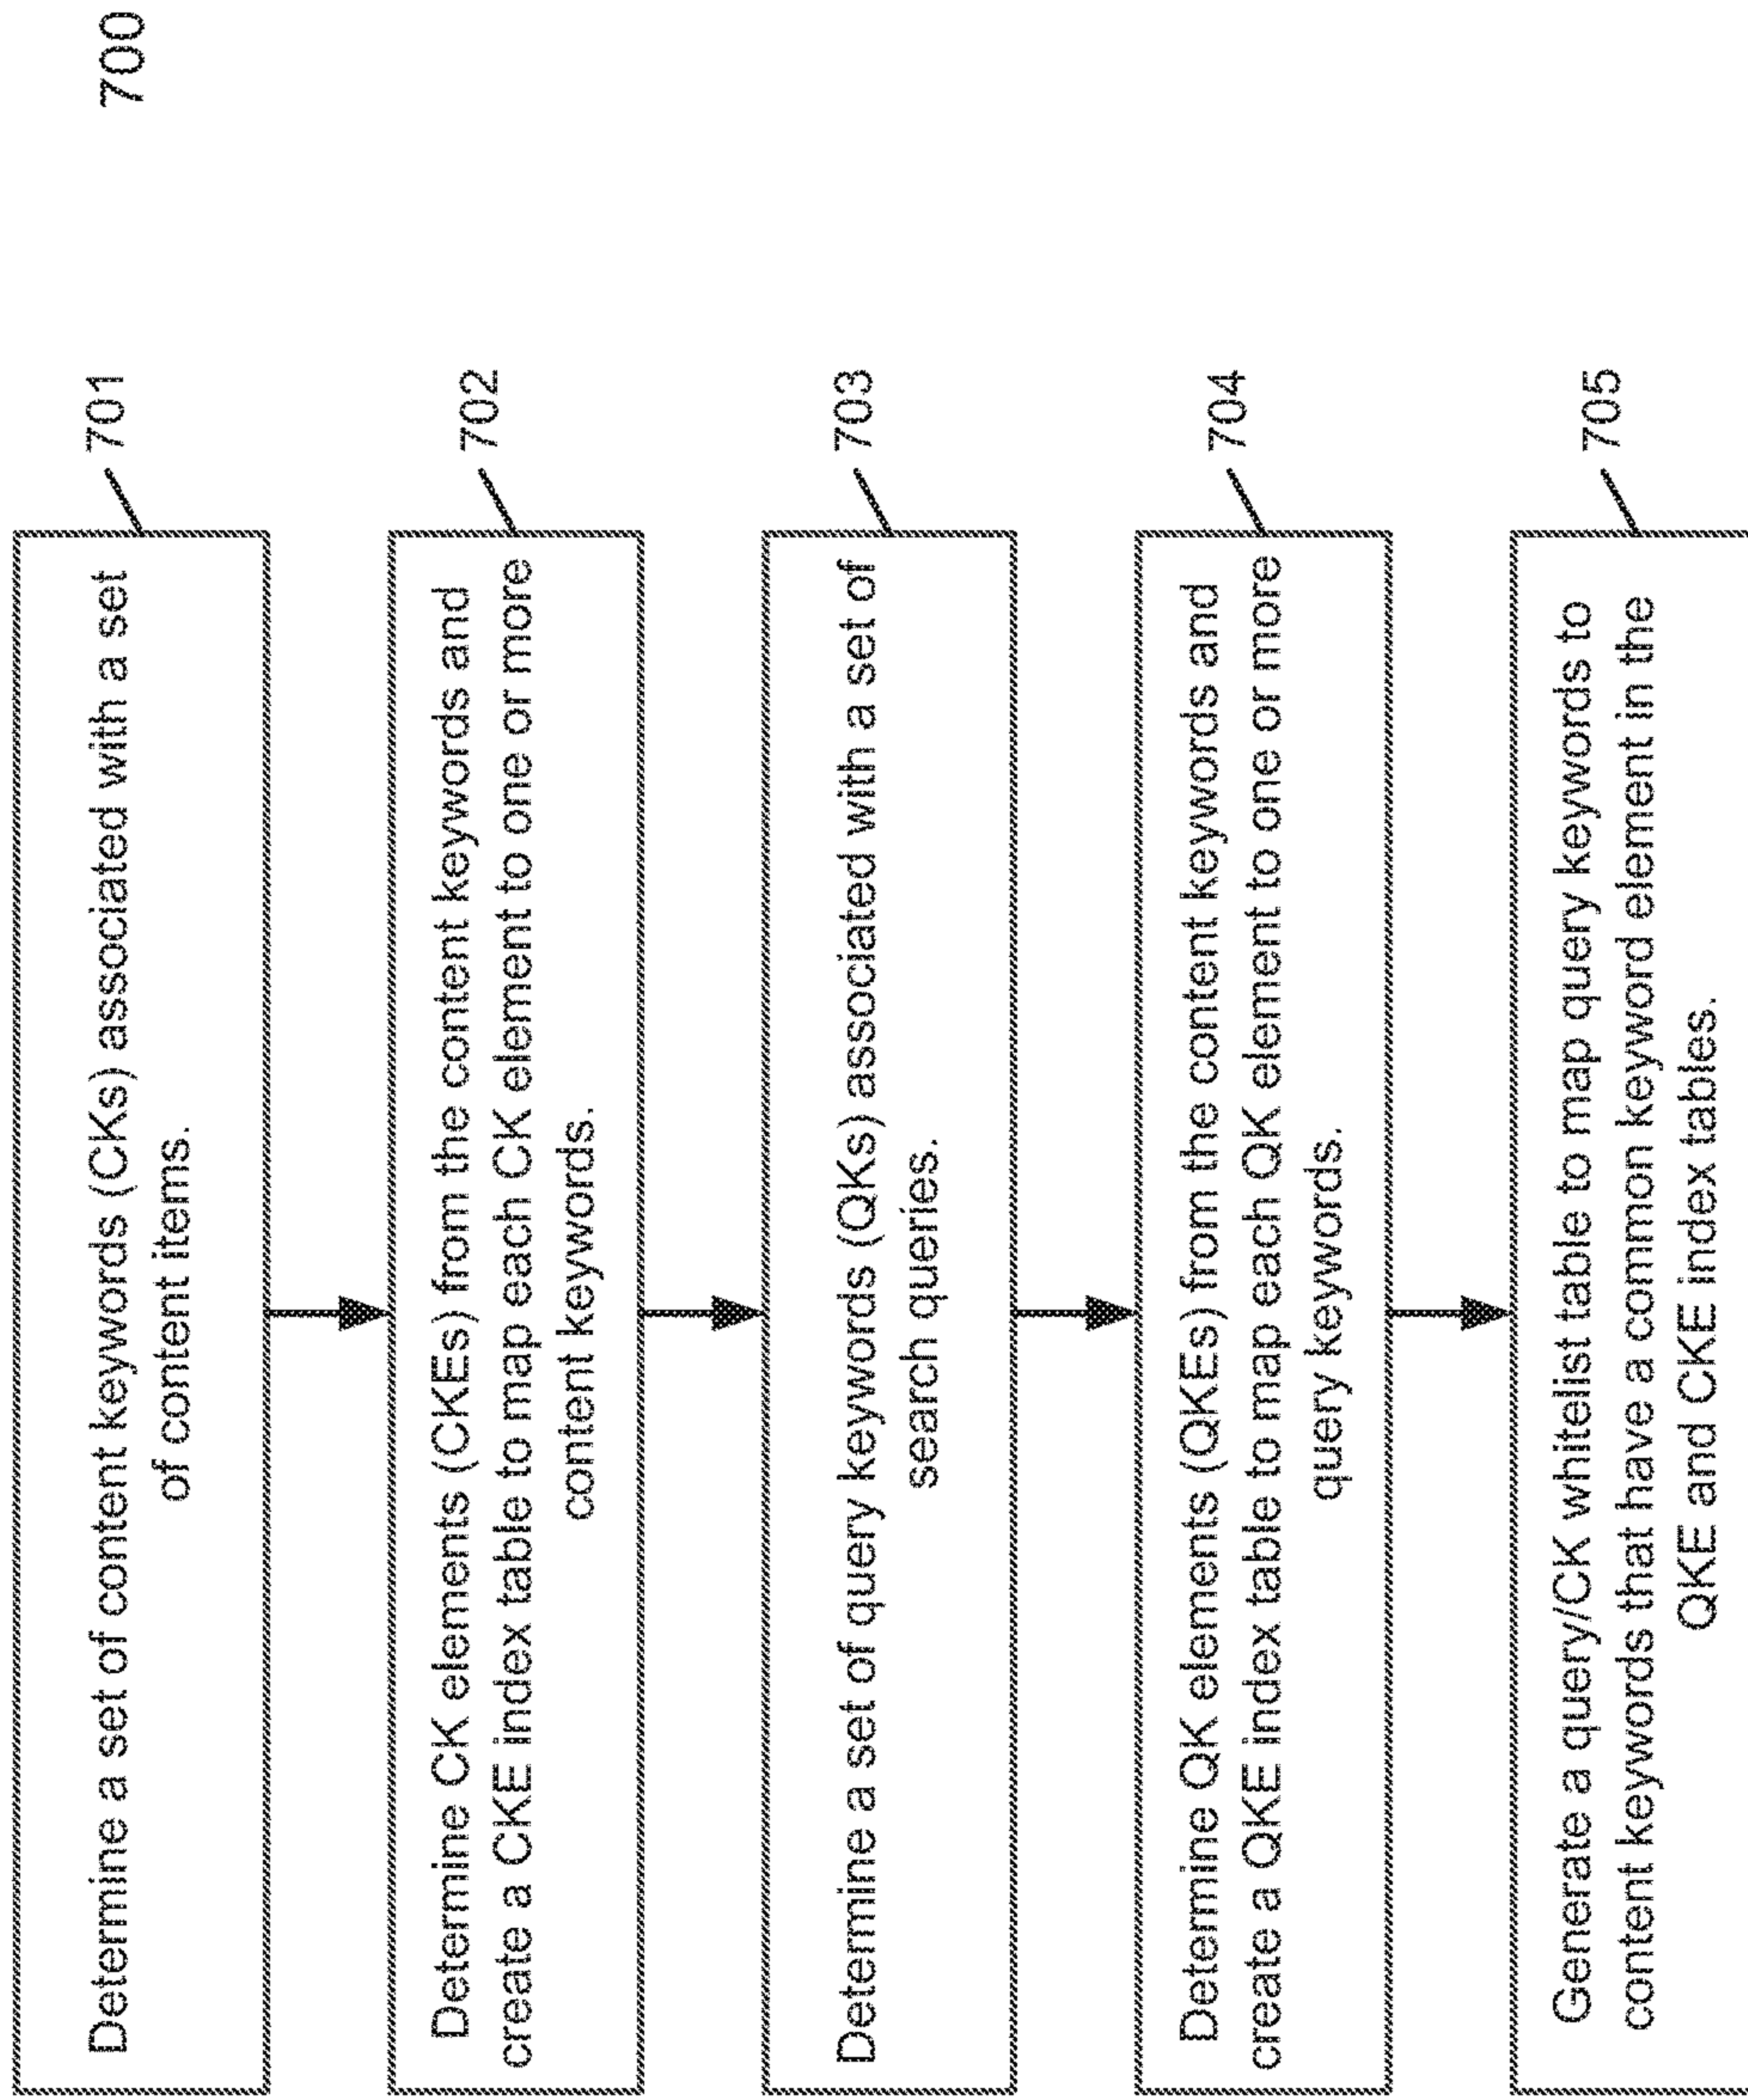 700
Determine a set of content keywords (CKs) associated with a set
of content items.
701
Determine CK elements (CKEs) from the content keywords and
create a CKE index table to map each CK element to one or more
content keywords.
702
Determine a set of query keywords (QKs) associated with a set of
search queries.
703
Determine QK elements (QKEs) from the content keywords and
create a QKE index table to map each QK element to one or more
query keywords.
704
Generate a query/CK whitelist table to map query keywords to
content keywords that have a common keyword element in the
QKE and CKE index tables.
705